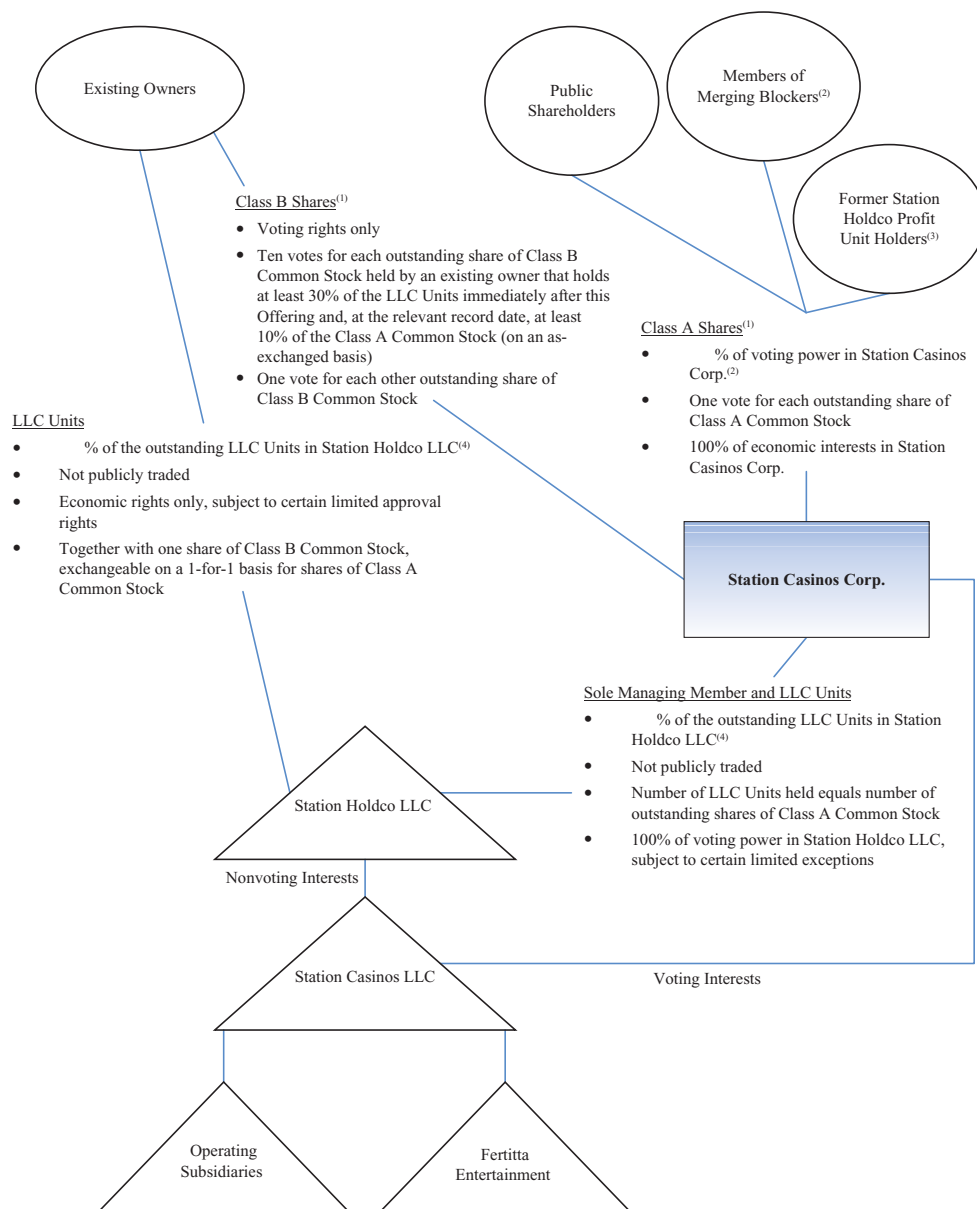 Existing Owners
Public
Shareholders
Members of
Merging Blockers(2)
Former Station
Holdco Profit
Unit Holders(3)
Class B Shares(1)
• Voting rights only
• Ten votes for each outstanding share of Class B
Common Stock held by an existing owner that holds
at least 30% of the LLC Units immediately after this
Offering and, at the relevant record date, at least
10% of the Class A Common Stock (on an as-
exchanged basis)
• One vote for each other outstanding share of
Class B Common Stock
Class A Shares(1)
• % of voting power in Station Casinos
Corp.(2)
• One vote for each outstanding share of
Class A Common Stock
• 100% of economic interests in Station
Casinos Corp.
LLC Units
• % of the outstanding LLC Units in Station Holdco LLC(4)
• Not publicly traded
• Economic rights only, subject to certain limited approval
rights
• Together with one share of Class B Common Stock,
exchangeable on a 1-for-1 basis for shares of Class A
Common Stock
Station Casinos Corp.
Sole Managing Member and LLC Units
• % of the outstanding LLC Units in Station
Holdco LLC(4)
• Not publicly traded
• Number of LLC Units held equals number of
outstanding shares of Class A Common Stock
• 100% of voting power in Station Holdco LLC,
subject to certain limited exceptions
Station Holdco LLC
Nonvoting Interests
Station Casinos LLC
Voting Interests
Operating
Subsidiaries
Fertitta
Entertainment